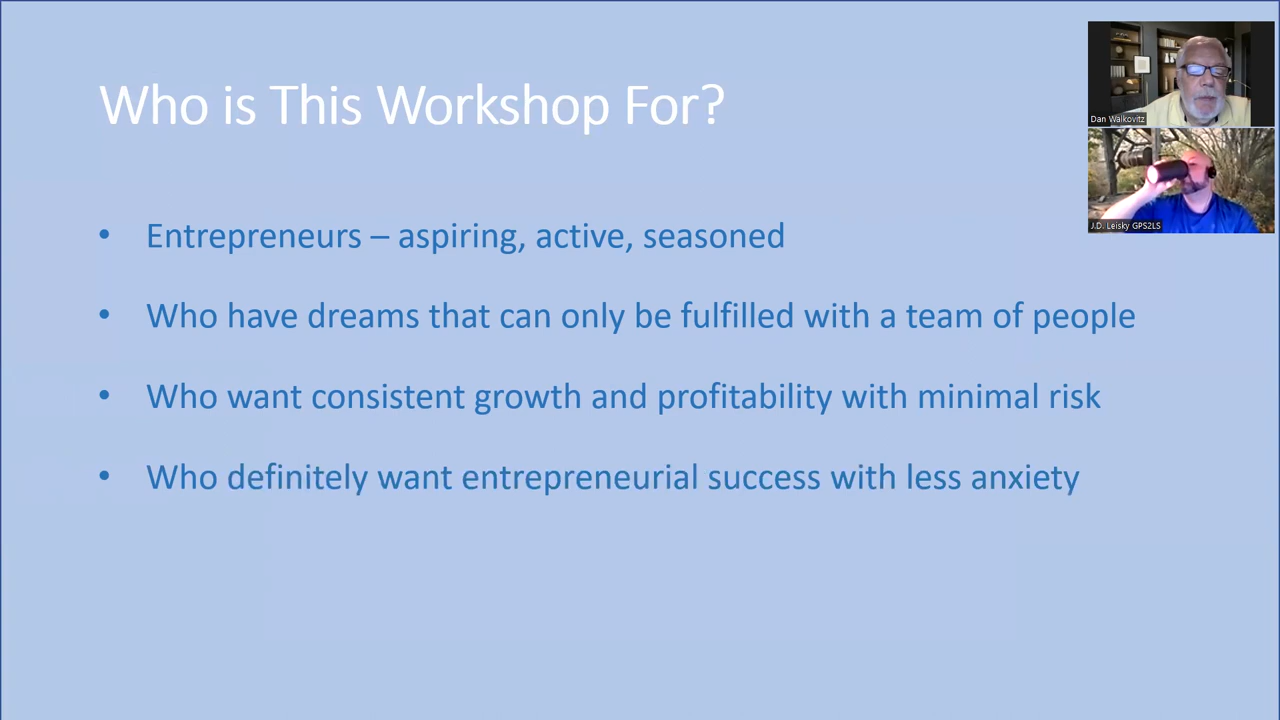 Who is This Workshop For?
• Entrepreneurs – aspiring, active, seasoned
• Who have dreams that can only be fulfilled with a team of people
• Who want consistent growth and profitability with minimal risk
• Who definitely want entrepreneurial success with less anxiety
Dan Walkovitz
J.D. Leisky GPS2LS